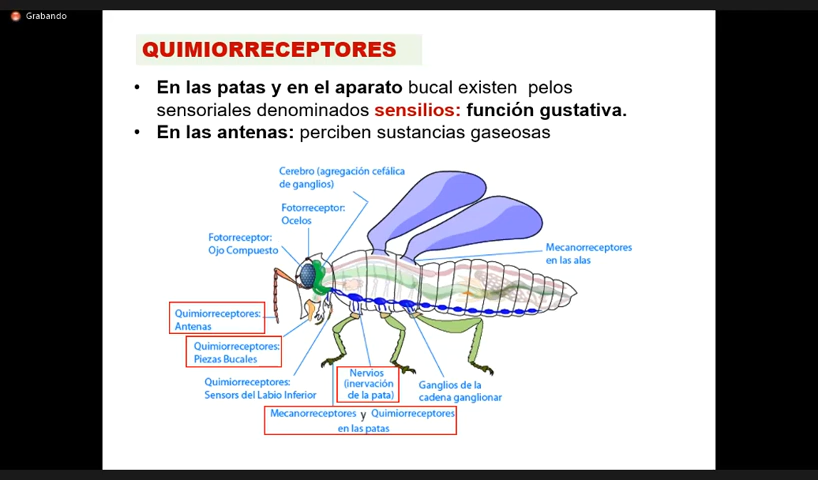 Grabando
QUIMIORRECEPTORES
• En las patas y en el aparato bucal existen pelos
sensoriales denominados sensilios: función gustativa.
• En las antenas: perciben sustancias gaseosas
Cerebro (agregación cefálica
de ganglios)
Fotorreceptor:
Ocelos
Fotorreceptor:
Ojo Compuesto
Mecanorreceptores
en las alas
Quimiorreceptores:
Antenas
Quimiorreceptores:
Piezas Bucales
Quimiorreceptores:
Sensors del Labio Inferior
Nervios
(inervación
de la pata)
Ganglios de la
cadena ganglionar
Mecanorreceptores y Quimiorreceptores
en las patas